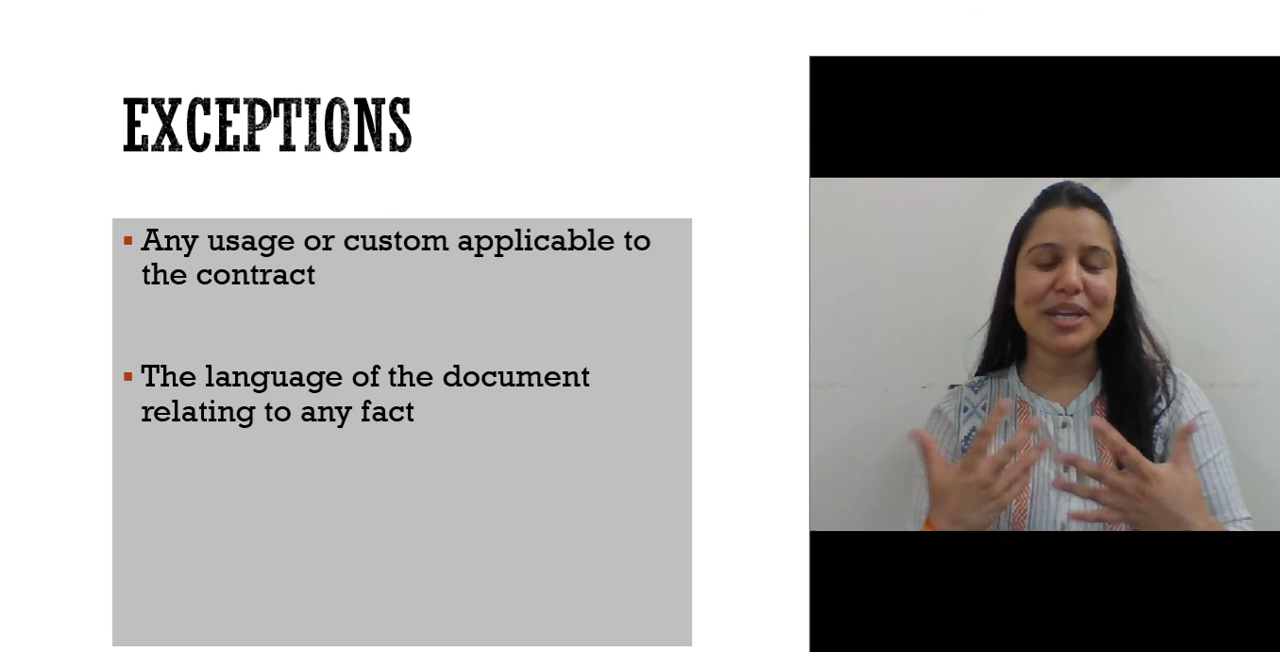 EXCEPTIONS
Any usage or custom applicable to
the contract
The language of the document
relating to any fact